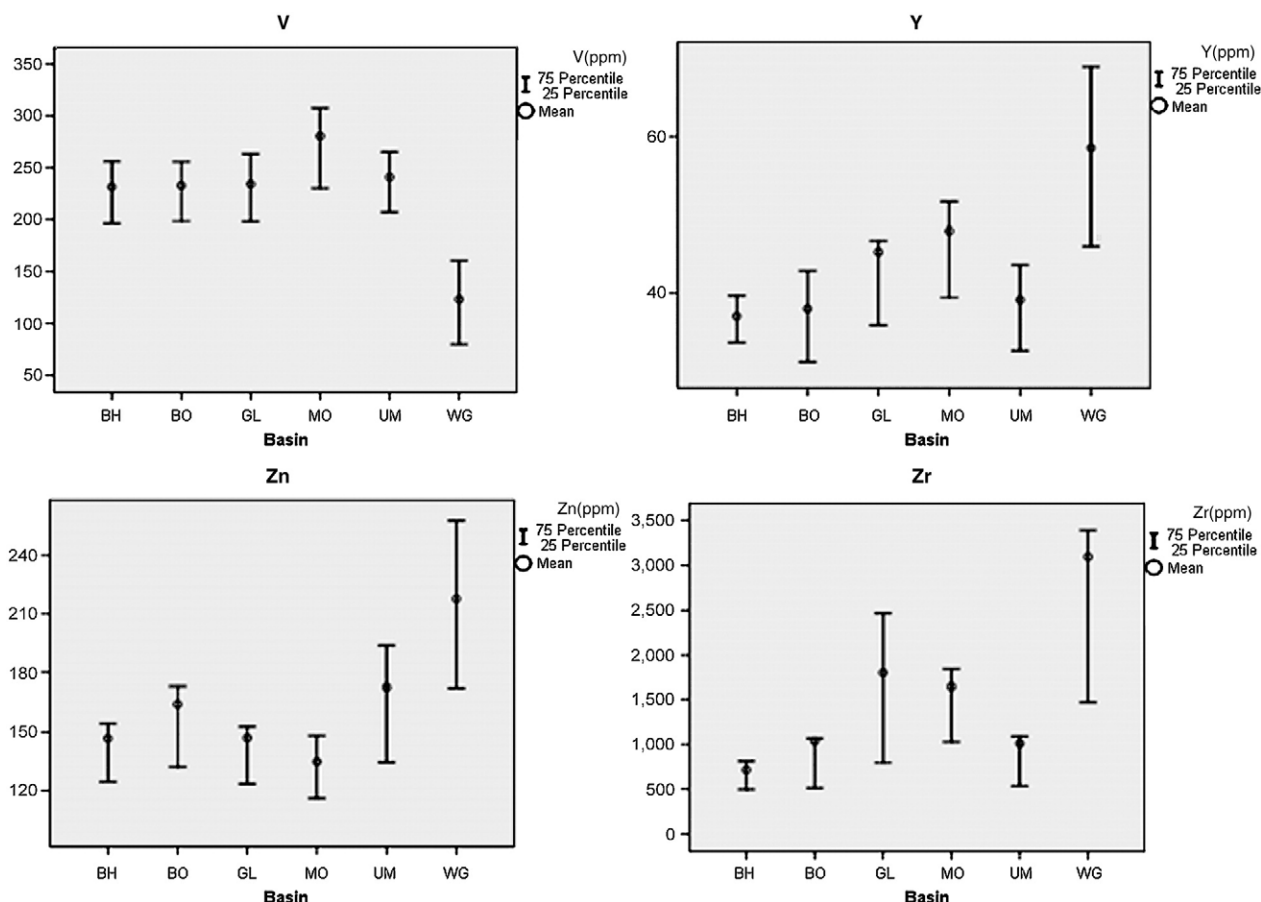 V
350
300
250
200
150
100
50
BH BO GL MO UM WG
Basin
V(ppm)
75 Percentile
25 Percentile
Mean
Y
60
40
BH BO GL MO UM WG
Basin
Y(ppm)
75 Percentile
25 Percentile
Mean
Zn
240
210
180
150
120
BH BO GL MO UM WG
Basin
Zn(ppm)
75 Percentile
25 Percentile
Mean
Zr
3,500
3,000
2,500
2,000
1,500
1,000
500
0
BH BO GL MO UM WG
Basin
Zr(ppm)
75 Percentile
25 Percentile
Mean